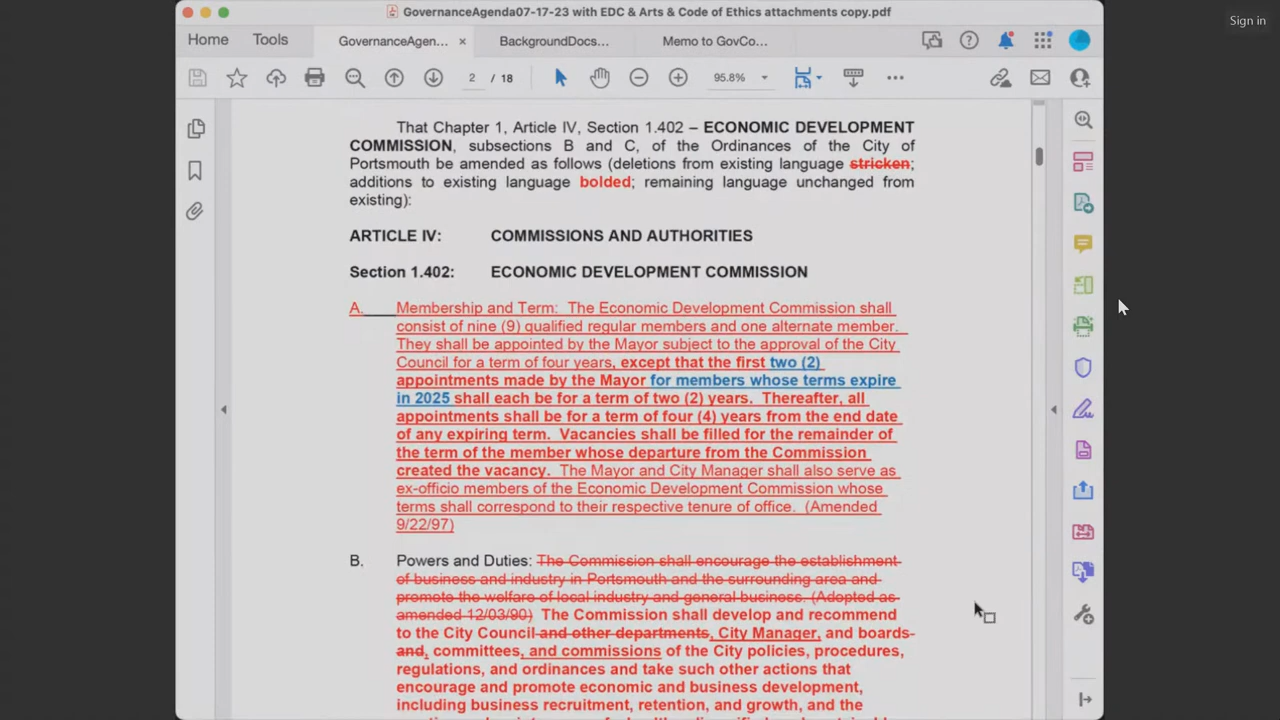 Sign in
GovernanceAgenda07-17-23 with EDC & Arts & Code of Ethics attachments copy.pdf
Home Tools GovernanceAgen... × BackgroundDocs... Memo to GovCo...
2 / 18 95.8%
That Chapter 1, Article IV, Section 1.402 – ECONOMIC DEVELOPMENT
COMMISSION, subsections B and C, of the Ordinances of the City of
Portsmouth be amended as follows (deletions from existing language stricken;
additions to existing language bolded; remaining language unchanged from
existing):
ARTICLE IV: COMMISSIONS AND AUTHORITIES
Section 1.402: ECONOMIC DEVELOPMENT COMMISSION
A. Membership and Term: The Economic Development Commission shall
consist of nine (9) qualified regular members and one alternate member.
They shall be appointed by the Mayor subject to the approval of the City
Council for a term of four years, except that the first two (2)
appointments made by the Mayor for members whose terms expire
in 2025 shall each be for a term of two (2) years. Thereafter, all
appointments shall be for a term of four (4) years from the end date
of any expiring term. Vacancies shall be filled for the remainder of
the term of the member whose departure from the Commission
created the vacancy. The Mayor and City Manager shall also serve as
ex-officio members of the Economic Development Commission whose
terms shall correspond to their respective tenure of office. (Amended
9/22/97)
B. Powers and Duties: The Commission shall encourage the establishment
of business and industry in Portsmouth and the surrounding area and
promote the welfare of local industry and general business. (Adopted as
amended 12/03/90) The Commission shall develop and recommend
to the City Council and other departments, City Manager, and boards
and, committees, and commissions of the City policies, procedures,
regulations, and ordinances and take such other actions that
encourage and promote economic and business development,
including business recruitment, retention, and growth, and the